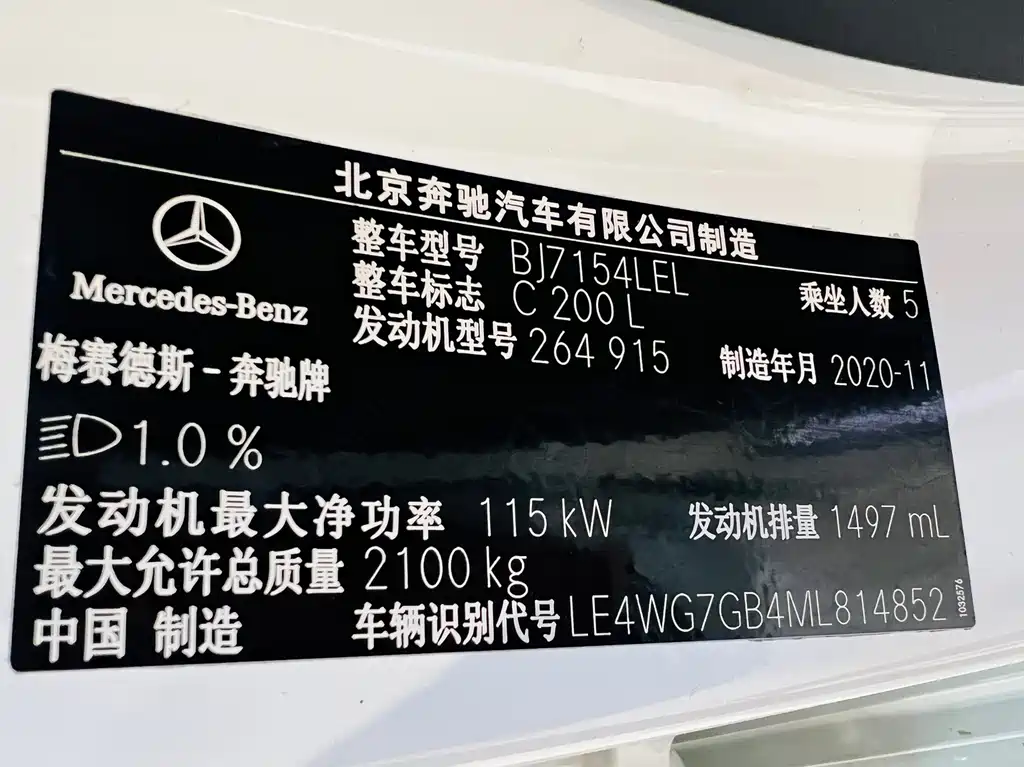 北京奔驰汽车有限公司制造
Mercedes-Benz
梅赛德斯-奔驰牌
整车型号 BJ7154LEL
整车标志 C 200 L
乘坐人数 5
发动机型号 264 915
制造年月 2020-11
1.0 %
发动机最大净功率 115 kW
发动机排量 1497 mL
最大允许总质量 2100 kg
中国 制造
车辆识别代号 LE4WG7GB4ML814852
1032576